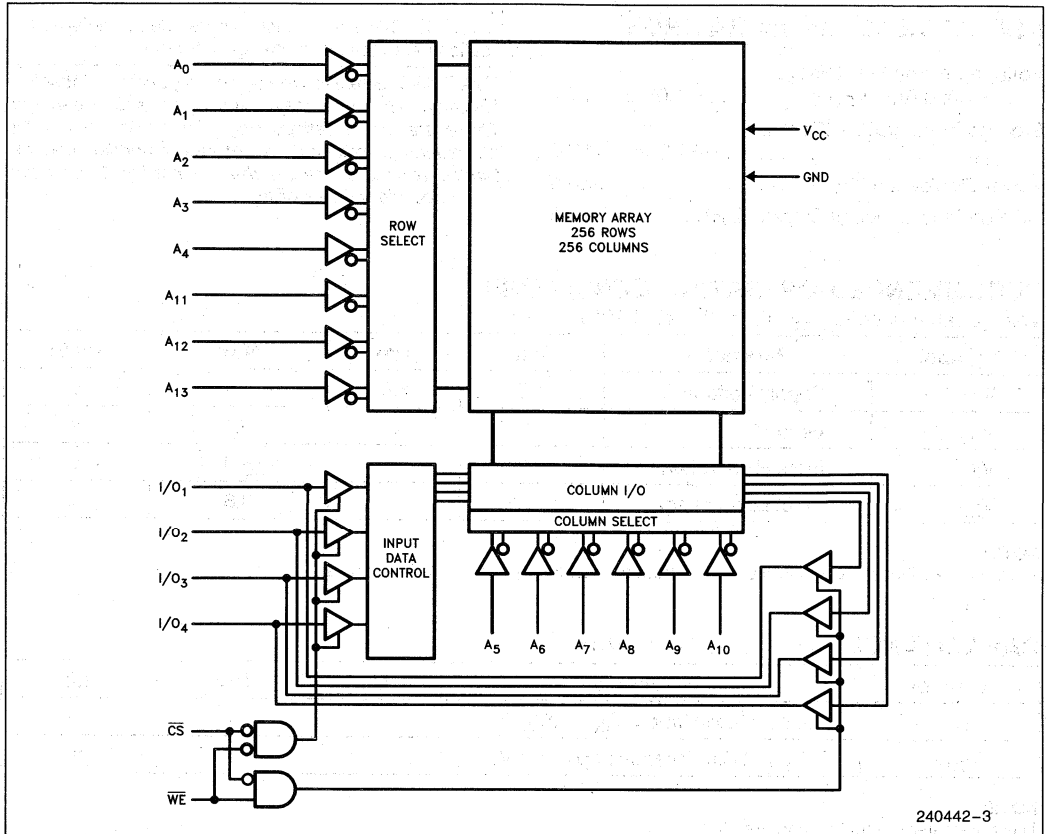 A0
A1
A2
A3
A4
A11
A12
A13
ROW
SELECT
MEMORY ARRAY
256 ROWS
256 COLUMNS
VCC
GND
I/O1
I/O2
I/O3
I/O4
INPUT
DATA
CONTROL
COLUMN I/O
COLUMN SELECT
A5 A6 A7 A8 A9 A10
CS
WE
240442-3